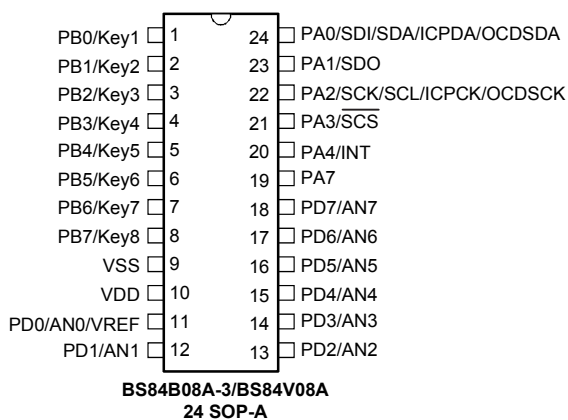 PB0/Key1 1 24 PA0/SDI/SDA/ICPDA/OCDSDA
PB1/Key2 2 23 PA1/SDO
PB2/Key3 3 22 PA2/SCK/SCL/ICPCK/OCDSCK
PB3/Key4 4 21 PA3/SCS
PB4/Key5 5 20 PA4/INT
PB5/Key6 6 19 PA7
PB6/Key7 7 18 PD7/AN7
PB7/Key8 8 17 PD6/AN6
VSS 9 16 PD5/AN5
VDD 10 15 PD4/AN4
PD0/AN0/VREF 11 14 PD3/AN3
PD1/AN1 12 13 PD2/AN2
BS84B08A-3/BS84V08A
24 SOP-A